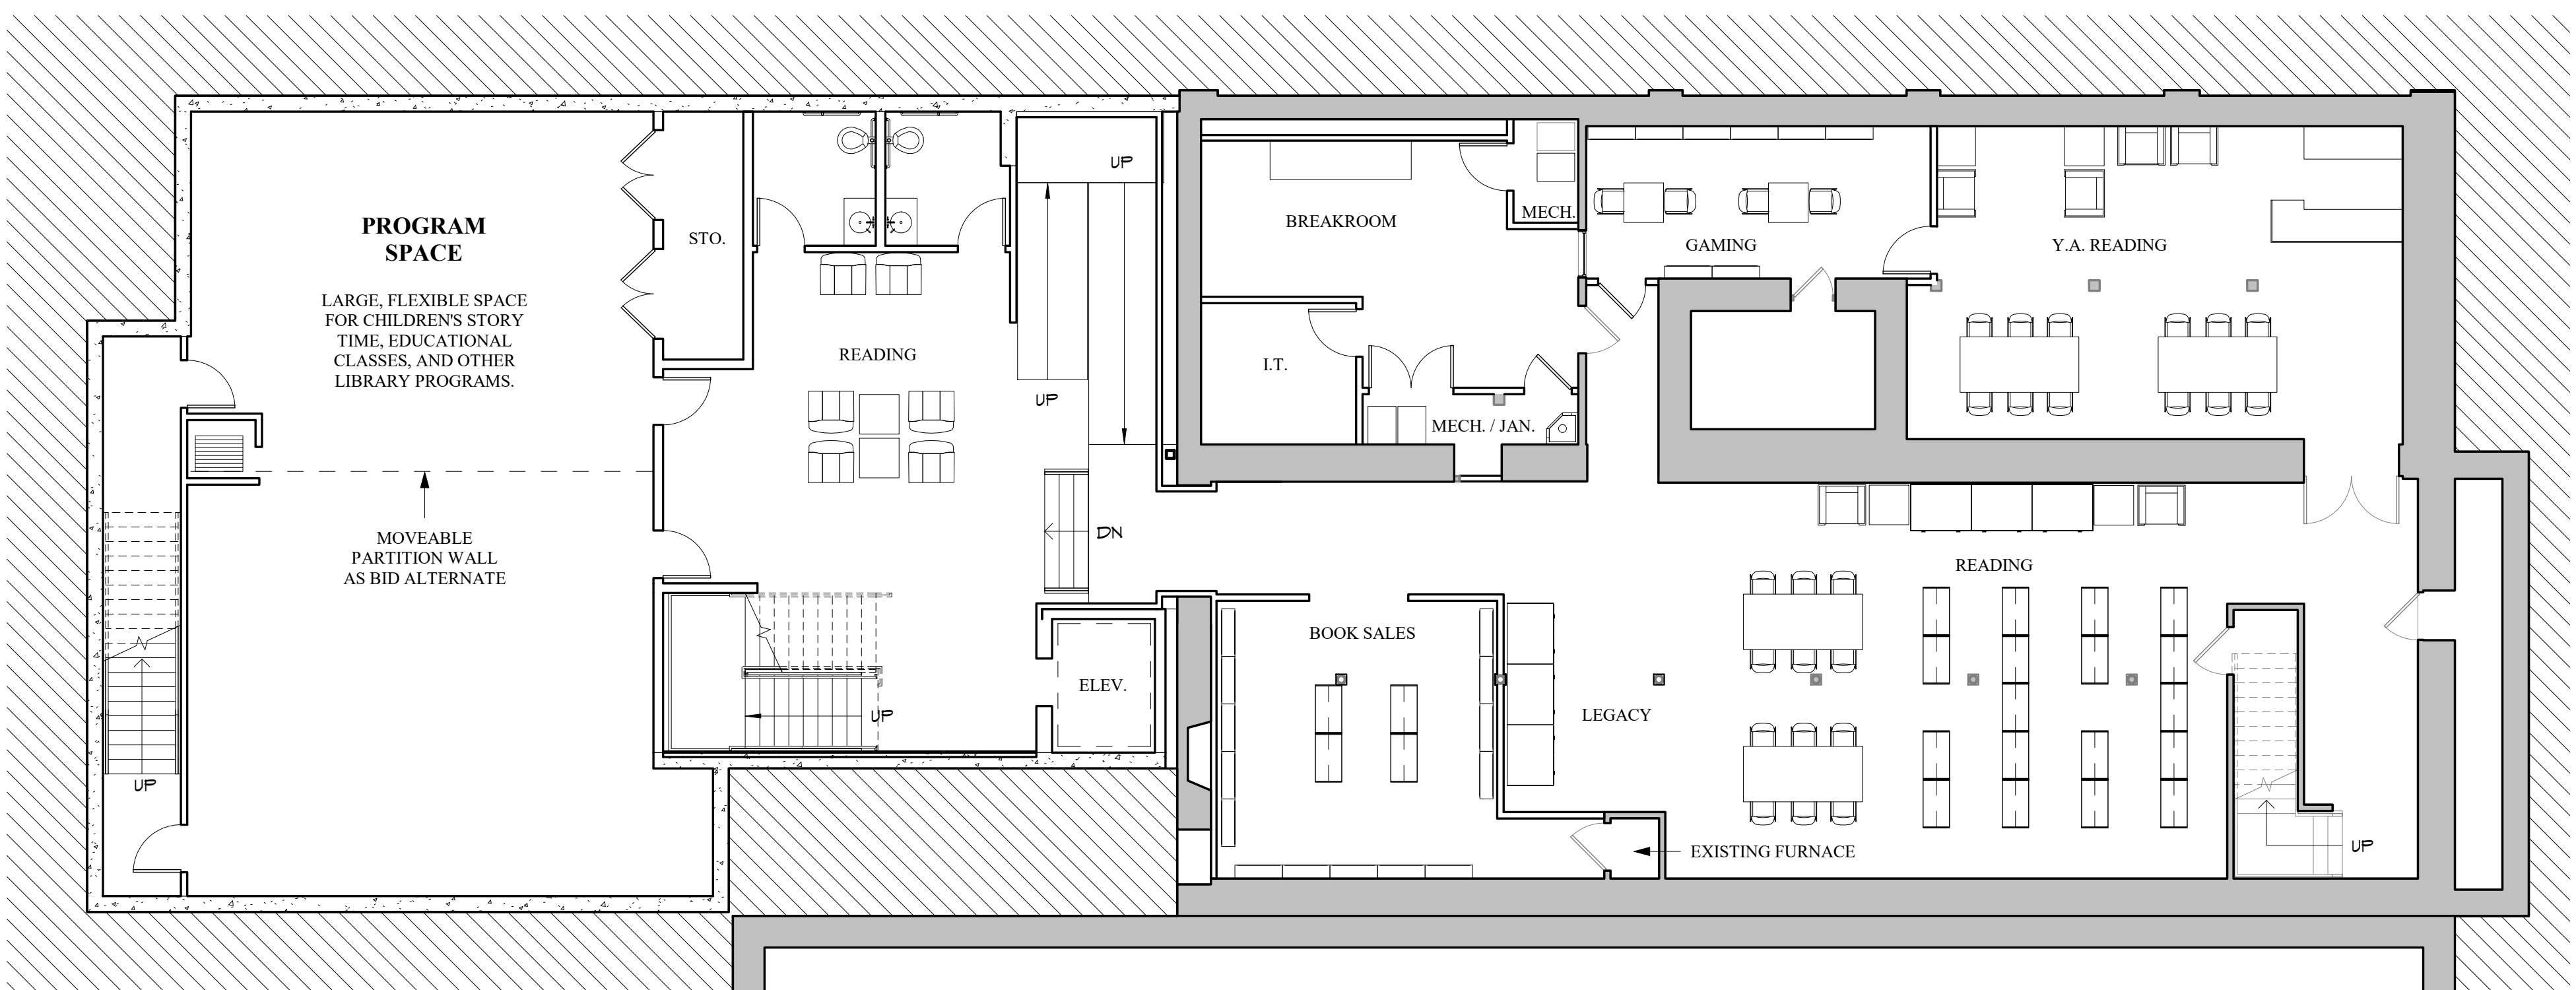 PROGRAM
SPACE
LARGE, FLEXIBLE SPACE
FOR CHILDREN'S STORY
TIME, EDUCATIONAL
CLASSES, AND OTHER
LIBRARY PROGRAMS.
MOVEABLE
PARTITION WALL
AS BID ALTERNATE
UP
STO.
READING
UP
UP
DN
UP
ELEV.
BREAKROOM
MECH.
I.T.
MECH. / JAN.
GAMING
Y.A. READING
BOOK SALES
LEGACY
READING
EXISTING FURNACE
UP